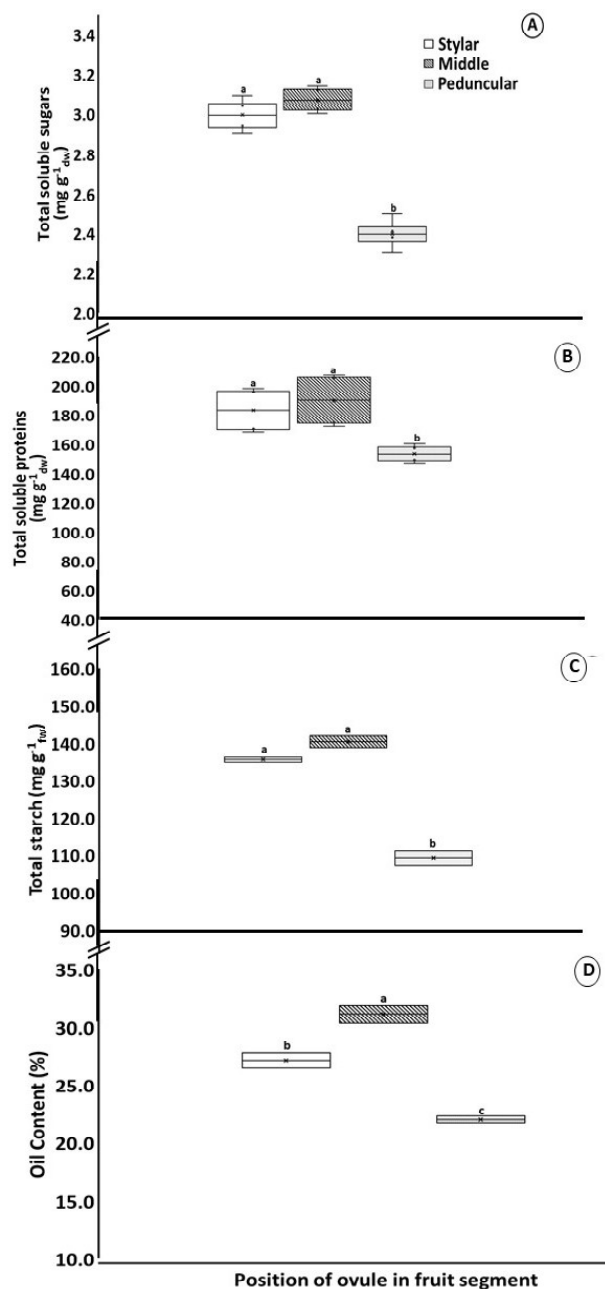 A
3.4
3.2
3.0
2.8
2.6
2.4
2.2
2.0
Total soluble sugars
(mg g⁻¹dw)
Stylar
Middle
Peduncular
a
a
b
B
220.0
200.0
180.0
160.0
140.0
120.0
100.0
80.0
60.0
40.0
Total soluble proteins
(mg g⁻¹dw)
a
a
b
C
160.0
150.0
140.0
130.0
120.0
110.0
100.0
90.0
Total starch (mg g⁻¹fw)
a
a
b
D
35.0
30.0
25.0
20.0
15.0
10.0
Oil Content (%)
b
a
c
Position of ovule in fruit segment